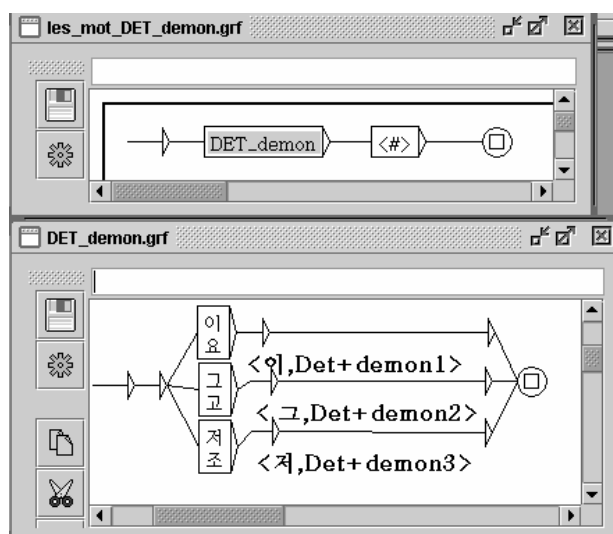 les_mot_DET_demon.grf
DET_demon
<#>
DET_demon.grf
이
요
<이,Det+demon1>
그
고
<그,Det+demon2>
저
조
<저,Det+demon3>